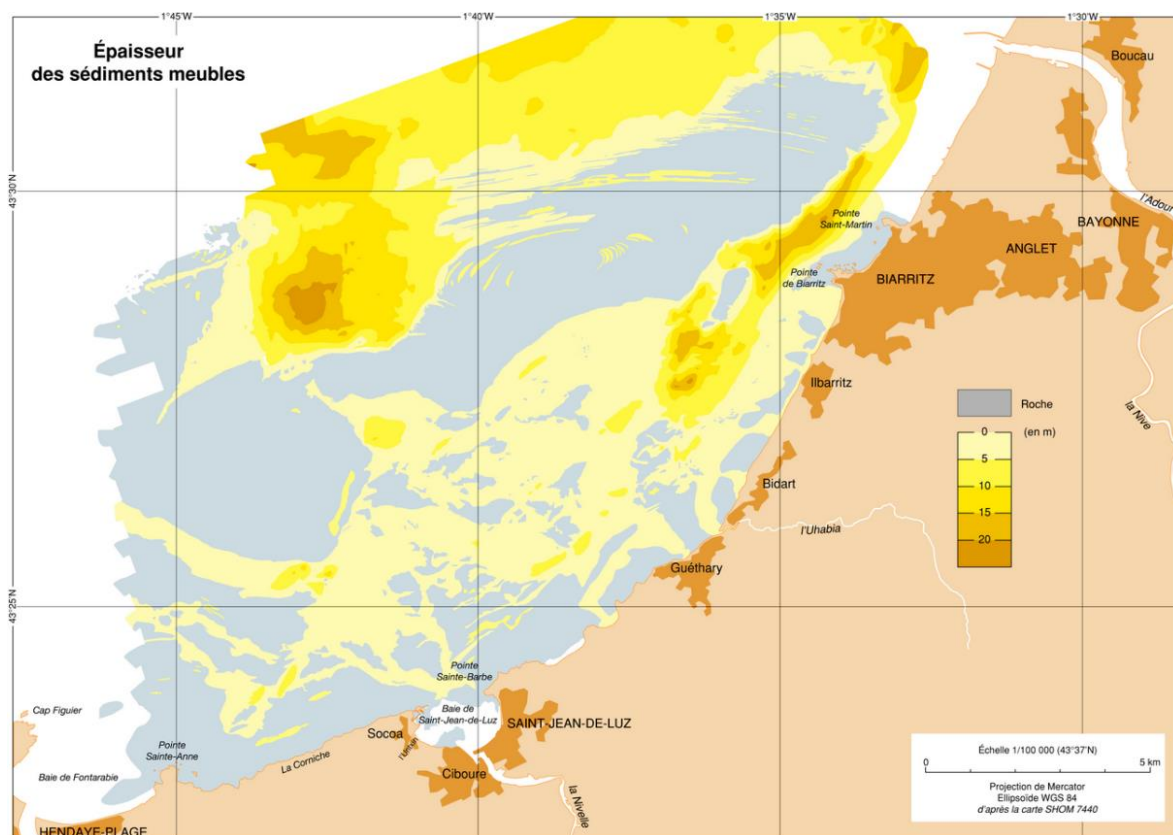 1°45'W
1°40'W
1°35'W
1°30'W
Épaisseur
des sédiments meubles
Boucau
43°30'N
l'Adour
Pointe
Saint-Martin
BAYONNE
ANGLET
Pointe
de Biarritz
BIARRITZ
Ilbarritz
Roche
0
(en m)
5
10
15
20
la Nive
Bidart
l'Uhabia
Guéthary
43°25'N
Pointe
Sainte-Barbe
Cap Figuier
Baie de
Saint-Jean-de-Luz
SAINT-JEAN-DE-LUZ
Socoa
l'Untxin
Pointe
Sainte-Anne
La Corniche
Ciboure
Baie de Fontarabie
la Nivelle
HENDAYE-PLAGE
Échelle 1/100 000 (43°37'N)
0
5 km
Projection de Mercator
Ellipsoïde WGS 84
d'après la carte SHOM 7440